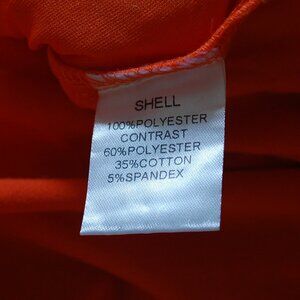 SHELL
100%POLYESTER
CONTRAST
60%POLYESTER
35%COTTON
5%SPANDEX